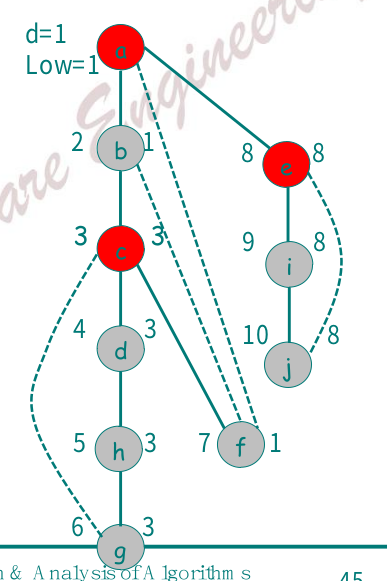 d=1
Low=1
a
are Engineeri
2 b 1
8 e 8
3 c 3
9 i 8
4 d 3
10 j 8
5 h 3
7 f 1
6 g 3
n & Analysis of Algorithms
45